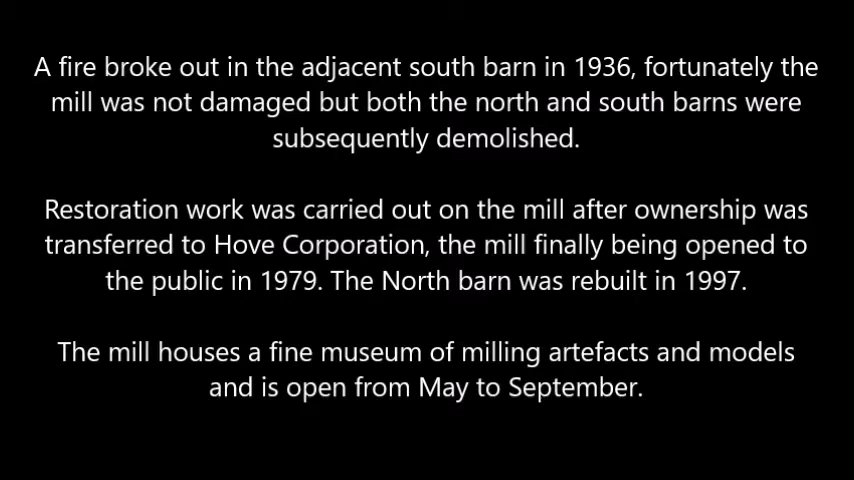 A fire broke out in the adjacent south barn in 1936, fortunately the
mill was not damaged but both the north and south barns were
subsequently demolished.
Restoration work was carried out on the mill after ownership was
transferred to Hove Corporation, the mill finally being opened to
the public in 1979. The North barn was rebuilt in 1997.
The mill houses a fine museum of milling artefacts and models
and is open from May to September.